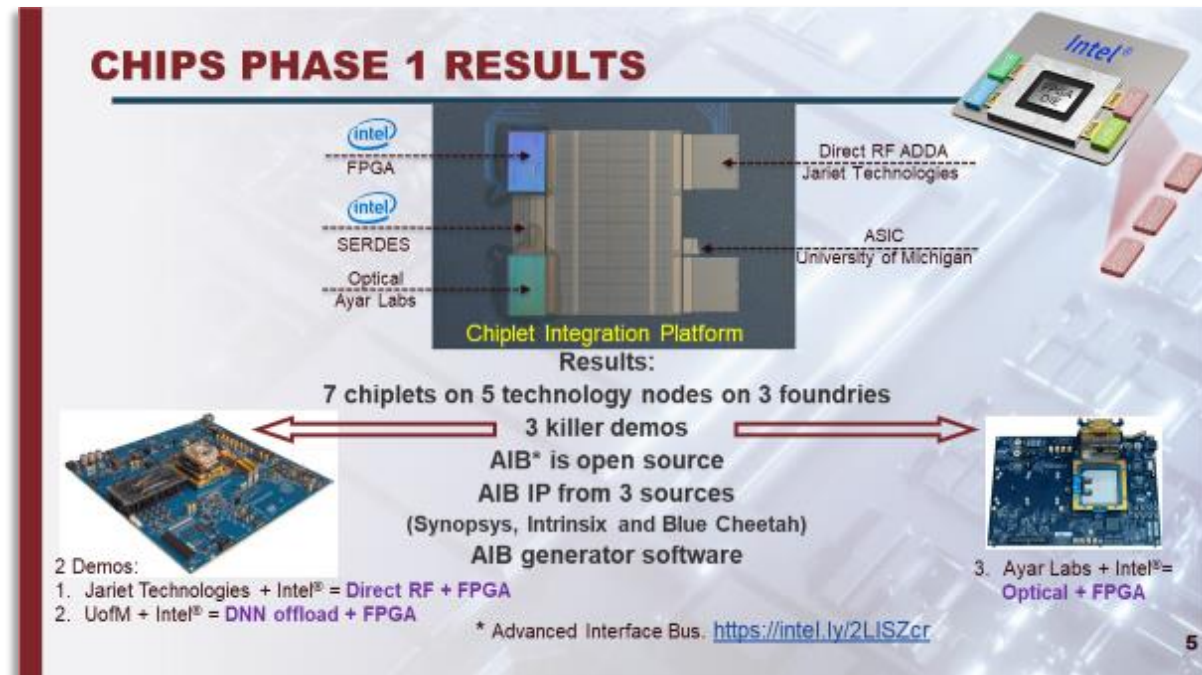 CHIPS PHASE 1 RESULTS
Intel®
FPGA
DIE
intel
FPGA
intel
SERDES
Optical
Ayar Labs
Direct RF ADDA
Jariet Technologies
ASIC
University of Michigan
Chiplet Integration Platform
Results:
7 chiplets on 5 technology nodes on 3 foundries
3 killer demos
AIB* is open source
AIB IP from 3 sources
(Synopsys, Intrinsix and Blue Cheetah)
AIB generator software
2 Demos:
1. Jariet Technologies + Intel® = Direct RF + FPGA
2. UofM + Intel® = DNN offload + FPGA
3. Ayar Labs + Intel®=
Optical + FPGA
* Advanced Interface Bus. https://intel.ly/2LISZcr
5